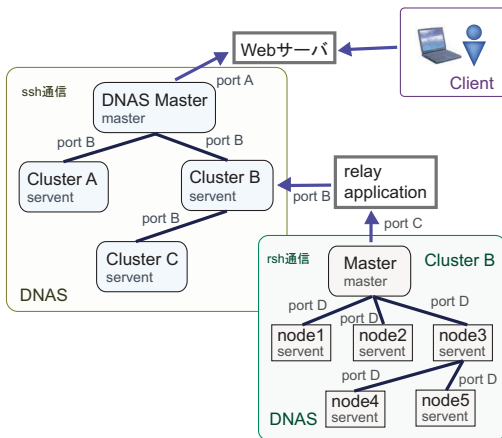 Webサーバ
Client
ssh通信
port A
DNAS Master
master
port B
port B
Cluster A
servent
Cluster B
servent
port B
relay
application
port B
Cluster C
servent
port C
DNAS
rsh通信
Master
master
Cluster B
port D
port D
port D
node1
servent
node2
servent
node3
servent
port D
port D
node4
servent
node5
servent
DNAS